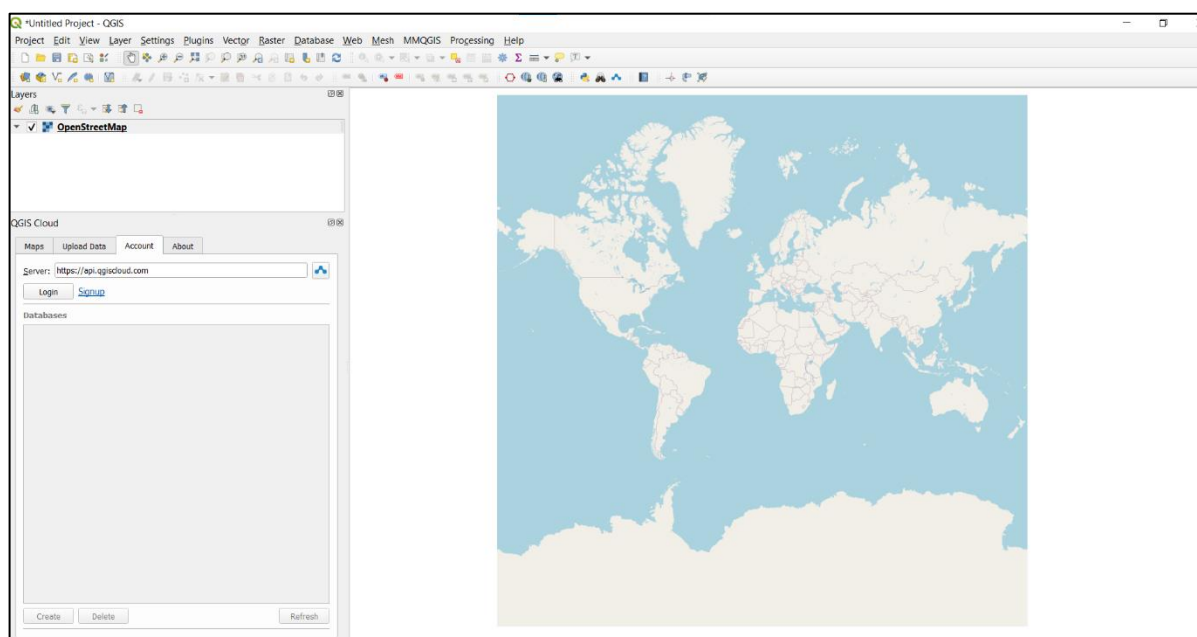 *Untitled Project - QGIS
Project Edit View Layer Settings Plugins Vector Raster Database Web Mesh MMQGIS Processing Help
Layers
OpenStreetMap
QGIS Cloud
Maps Upload Data Account About
Server: https://api.qgiscloud.com
Login Signup
Databases
Create Delete Refresh